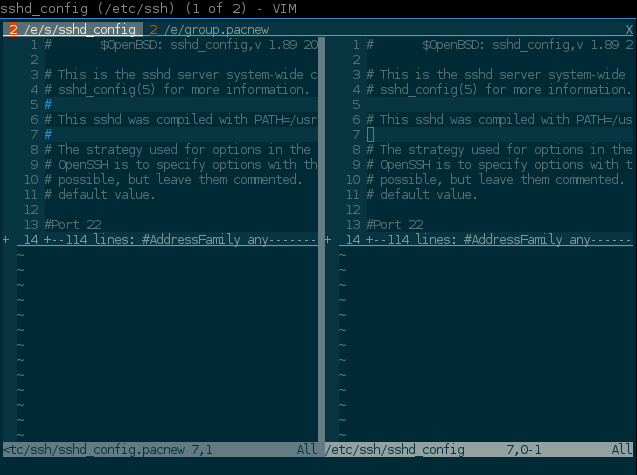 sshd_config (/etc/ssh) (1 of 2) - VIM
2 /e/s/sshd_config 2 /e/group.pacnew X
1 # $OpenBSD: sshd_config,v 1.89 20
2
3 # This is the sshd server system-wide c
4 # sshd_config(5) for more information.
5 #
6 # This sshd was compiled with PATH=/usr
7 #
8 # The strategy used for options in the
9 # OpenSSH is to specify options with th
10 # possible, but leave them commented.
11 # default value.
12
13 #Port 22
+ 14 +--114 lines: #AddressFamily any-------
~
~
~
~
~
~
~
~
~
~
~
~
~
<tc/ssh/sshd_config.pacnew 7,1 All
1 # $OpenBSD: sshd_config,v 1.89 2
2
3 # This is the sshd server system-wide
4 # sshd_config(5) for more information.
5
6 # This sshd was compiled with PATH=/us
7
8 # The strategy used for options in the
9 # OpenSSH is to specify options with t
10 # possible, but leave them commented.
11 # default value.
12
13 #Port 22
+ 14 +--114 lines: #AddressFamily any------
~
~
~
~
~
~
~
~
~
~
~
~
~
/etc/ssh/sshd_config 7,0-1 All